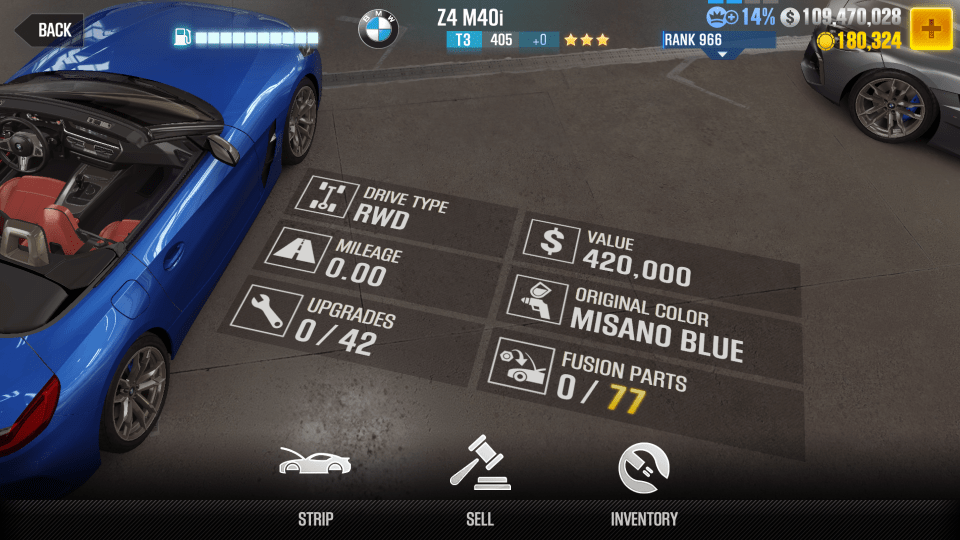 BACK
BMW
Z4 M40i
T3 405 +0
14% $ 109,470,028
RANK 966
180,324
DRIVE TYPE
RWD
MILEAGE
0.00
UPGRADES
0 / 42
$ VALUE
420,000
ORIGINAL COLOR
MISANO BLUE
FUSION PARTS
0 / 77
STRIP
SELL
INVENTORY